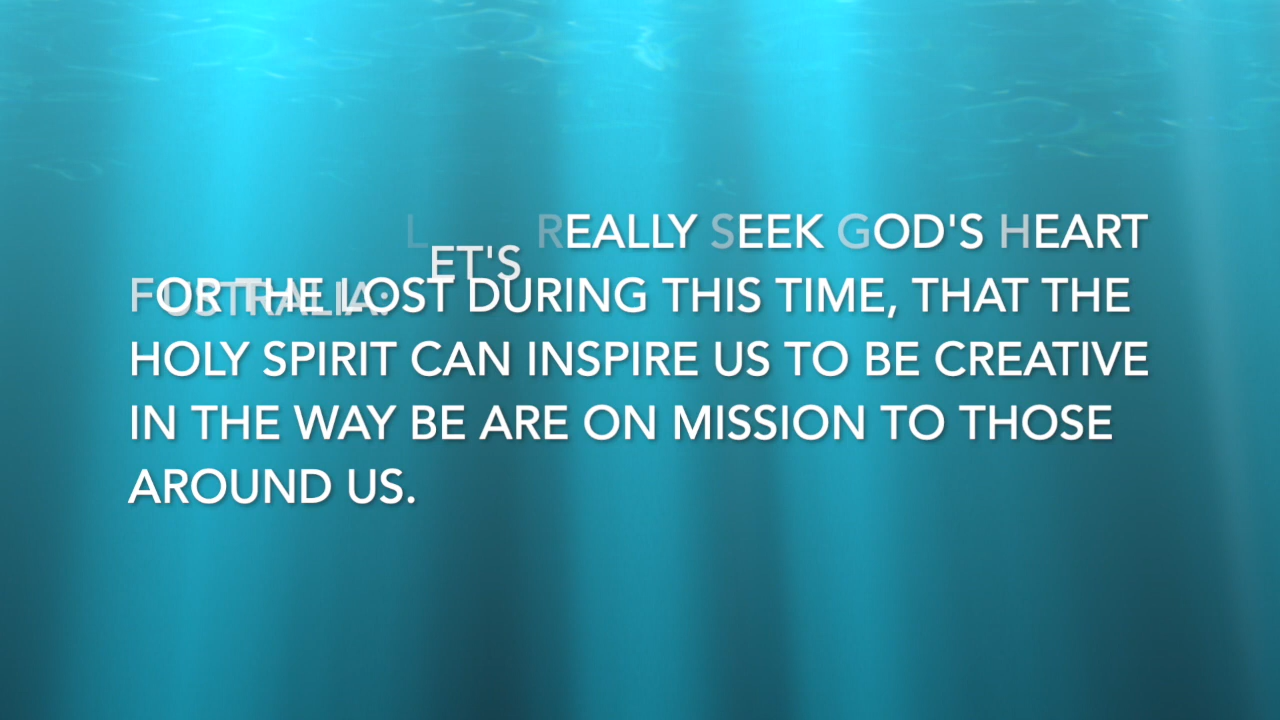 LET'S REALLY SEEK GOD'S HEART
FOR THE LOST DURING THIS TIME, THAT THE
USTRALIA:
HOLY SPIRIT CAN INSPIRE US TO BE CREATIVE
IN THE WAY BE ARE ON MISSION TO THOSE
AROUND US.